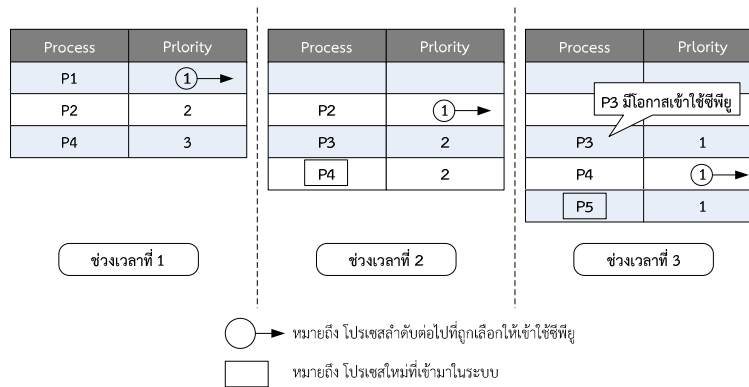 Process Prlority
P1 1
P2 2
P4 3
ช่วงเวลาที่ 1
Process Prlority
P2 1
P3 2
P4 2
ช่วงเวลาที่ 2
Process Prlority
P3 มีโอกาสเข้าใช้ซีพียู
P3 1
P4 1
P5 1
ช่วงเวลาที่ 3
หมายถึง โปรเซสลำดับต่อไปที่ถูกเลือกให้เข้าใช้ซีพียู
หมายถึง โปรเซสใหม่ที่เข้ามาในระบบ